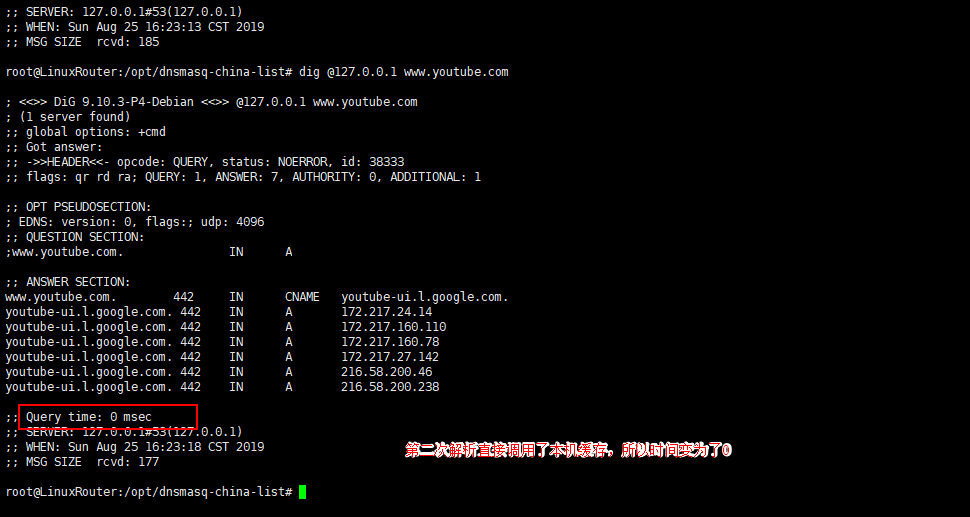 ;; SERVER: 127.0.0.1#53(127.0.0.1)
;; WHEN: Sun Aug 25 16:23:13 CST 2019
;; MSG SIZE  rcvd: 185
root@LinuxRouter:/opt/dnsmasq-china-list# dig @127.0.0.1 www.youtube.com
; <<>> DiG 9.10.3-P4-Debian <<>> @127.0.0.1 www.youtube.com
; (1 server found)
;; global options: +cmd
;; Got answer:
;; ->>HEADER<<- opcode: QUERY, status: NOERROR, id: 38333
;; flags: qr rd ra; QUERY: 1, ANSWER: 7, AUTHORITY: 0, ADDITIONAL: 1
;; OPT PSEUDOSECTION:
; EDNS: version: 0, flags:; udp: 4096
;; QUESTION SECTION:
;www.youtube.com.               IN      A
;; ANSWER SECTION:
www.youtube.com.        442     IN      CNAME   youtube-ui.l.google.com.
youtube-ui.l.google.com. 442    IN      A       172.217.24.14
youtube-ui.l.google.com. 442    IN      A       172.217.160.110
youtube-ui.l.google.com. 442    IN      A       172.217.160.78
youtube-ui.l.google.com. 442    IN      A       172.217.27.142
youtube-ui.l.google.com. 442    IN      A       216.58.200.46
youtube-ui.l.google.com. 442    IN      A       216.58.200.238
;; Query time: 0 msec
;; SERVER: 127.0.0.1#53(127.0.0.1)
;; WHEN: Sun Aug 25 16:23:18 CST 2019
第二次解析直接调用了本机缓存，所以时间变为了0
;; MSG SIZE  rcvd: 177
root@LinuxRouter:/opt/dnsmasq-china-list#